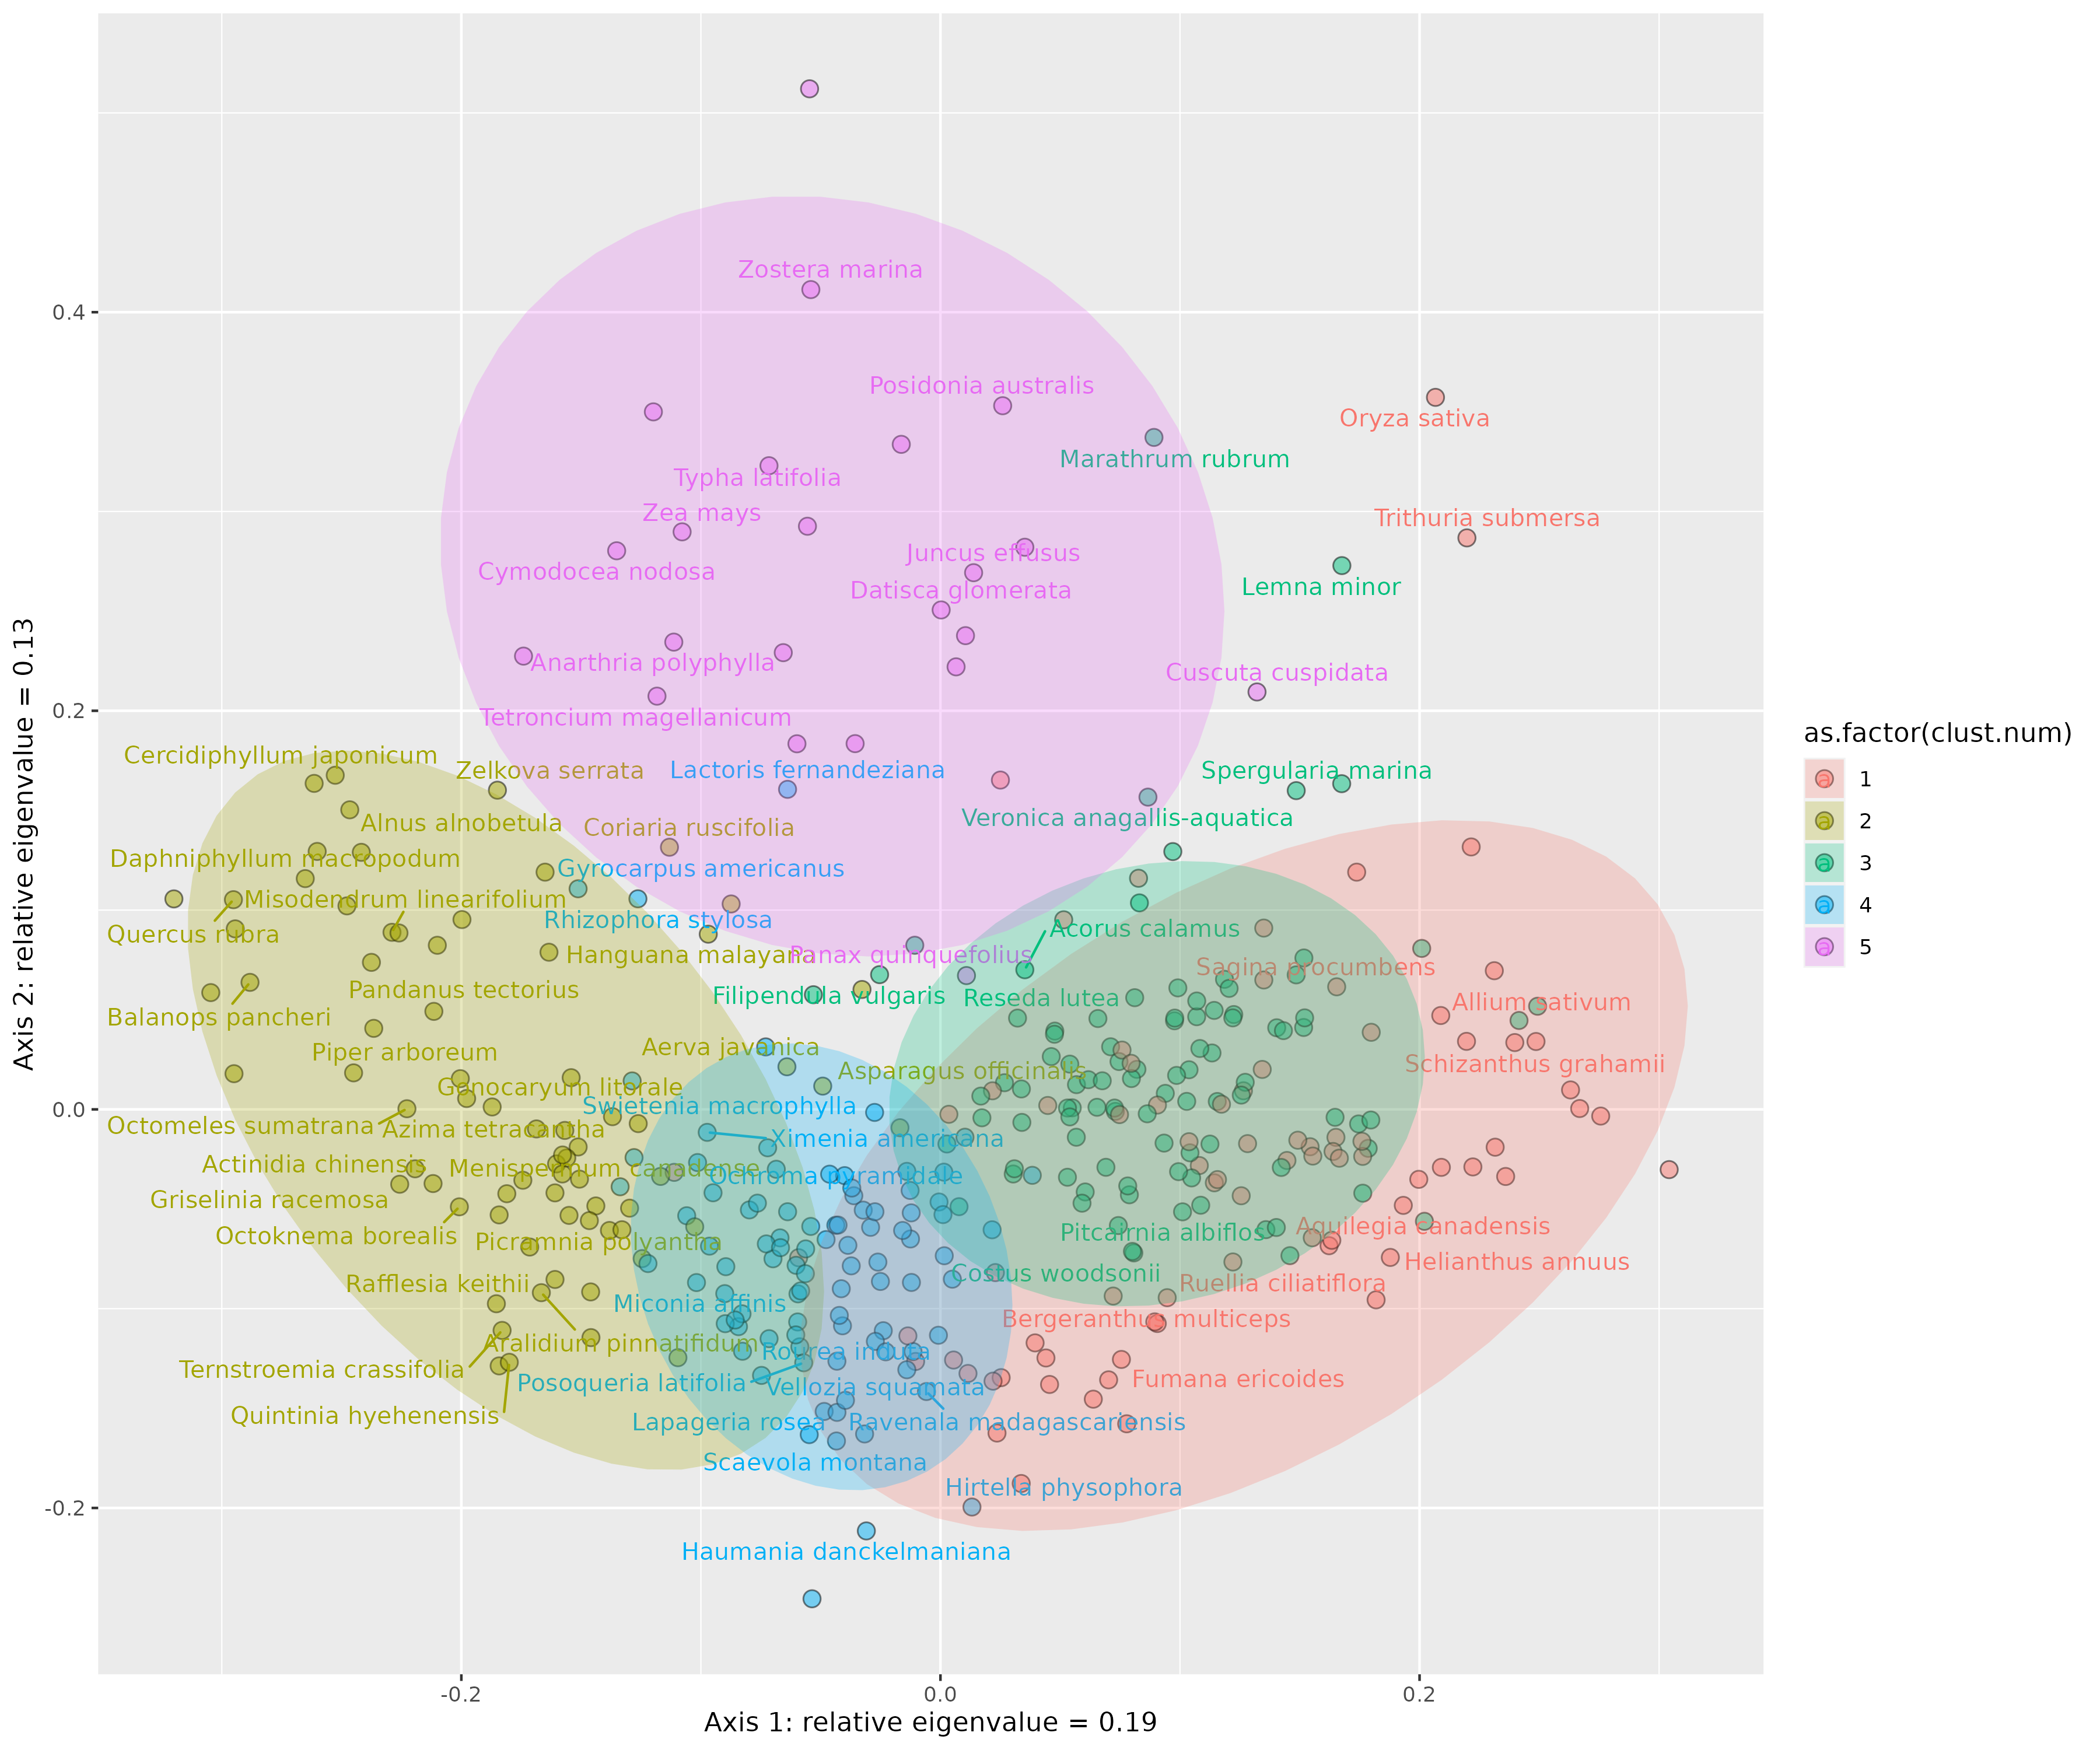 Zostera marina
0.4
Posidonia australis
Oryza sativa
Marathrum rubrum
Typha latifolia
Zea mays
Trithuria submersa
Juncus effusus
Cymodocea nodosa
Lemna minor
Datisca glomerata
Anarthria polyphylla
Cuscuta cuspidata
0.2
Tetroncium magellanicum
Cercidiphyllum japonicum
Zelkova serrata
Lactoris fernandeziana
Spergularia marina
Alnus alnobetula
Coriaria ruscifolia
Veronica anagallis-aquatica
Daphniphyllum macropodum
Gyrocarpus americanus
Misodendrum linearifolium
Rhizophora stylosa
Acorus calamus
Quercus rubra
Hanguana malayana
Panax quinquefolius
Sagina procumbens
Pandanus tectorius
Filipendula vulgaris
Reseda lutea
Allium sativum
Balanops pancheri
Piper arboreum
Aerva javanica
Schizanthus grahamii
Asparagus officinalis
Gonocaryum litorale
0.0
Swietenia macrophylla
Octomeles sumatrana
Azima tetracantha
Ximenia americana
Actinidia chinensis
Menispermum canadense
Ochroma pyramidale
Griselinia racemosa
Octoknema borealis
Picramnia polyantha
Pitcairnia albiflos
Aquilegia canadensis
Helianthus annuus
Costus woodsonii
Rafflesia keithii
Ruellia ciliatiflora
Miconia affinis
Bergeranthus multiceps
Aralidium pinnatifidum
Rourea induta
Ternstroemia crassifolia
Posoqueria latifolia
Vellozia squamata
Fumana ericoides
Quintinia hyehenensis
Lapageria rosea
Ravenala madagascariensis
Scaevola montana
Hirtella physophora
-0.2
Haumania danckelmaniana
-0.2
0.0
0.2
Axis 1: relative eigenvalue = 0.19
Axis 2: relative eigenvalue = 0.13
as.factor(clust.num)
1
2
3
4
5